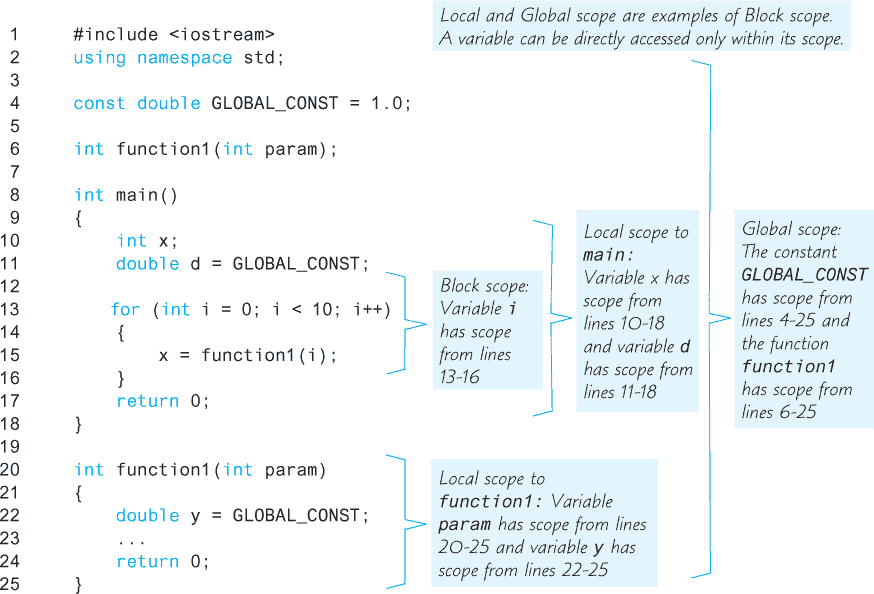 Local and Global scope are examples of Block scope.
A variable can be directly accessed only within its scope.
1 #include <iostream>
2 using namespace std;
3
4 const double GLOBAL_CONST = 1.0;
5
6 int function1(int param);
7
8 int main()
9 {
10 int x;
11 double d = GLOBAL_CONST;
12
13 for (int i = 0; i < 10; i++)
14 {
15 x = function1(i);
16 }
17 return 0;
18 }
19
20 int function1(int param)
21 {
22 double y = GLOBAL_CONST;
23 ...
24 return 0;
25 }
Block scope:
Variable i
has scope
from lines
13-16
Local scope to
main:
Variable x has
scope from
lines 10-18
and variable d
has scope from
lines 11-18
Global scope:
The constant
GLOBAL_CONST
has scope from
lines 4-25 and
the function
function1
has scope from
lines 6-25
Local scope to
function1: Variable
param has scope from lines
20-25 and variable y has
scope from lines 22-25